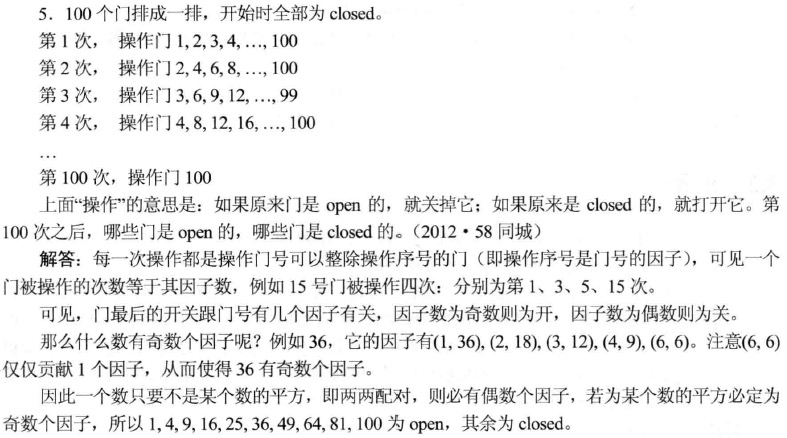 5．100 个门排成一排，开始时全部为 closed。
第 1 次， 操作门 1, 2, 3, 4, …, 100
第 2 次， 操作门 2, 4, 6, 8, …, 100
第 3 次， 操作门 3, 6, 9, 12, …, 99
第 4 次， 操作门 4, 8, 12, 16, …, 100
…
第 100 次，操作门 100
上面“操作”的意思是：如果原来门是 open 的，就关掉它；如果原来是 closed 的，就打开它。第
100 次之后，哪些门是 open 的，哪些门是 closed 的。（2012·58 同城）
解答：每一次操作都是操作门号可以整除操作序号的门（即操作序号是门号的因子），可见一个
门被操作的次数等于其因子数，例如 15 号门被操作四次：分别为第 1、3、5、15 次。
可见，门最后的开关跟门号有几个因子有关，因子数为奇数则为开，因子数为偶数则为关。
那么什么数有奇数个因子呢？例如 36，它的因子有(1, 36), (2, 18), (3, 12), (4, 9), (6, 6)。注意(6, 6)
仅仅贡献 1 个因子，从而使得 36 有奇数个因子。
因此一个数只要不是某个数的平方，即两两配对，则必有偶数个因子，若为某个数的平方必定为
奇数个因子，所以 1, 4, 9, 16, 25, 36, 49, 64, 81, 100 为 open，其余为 closed。